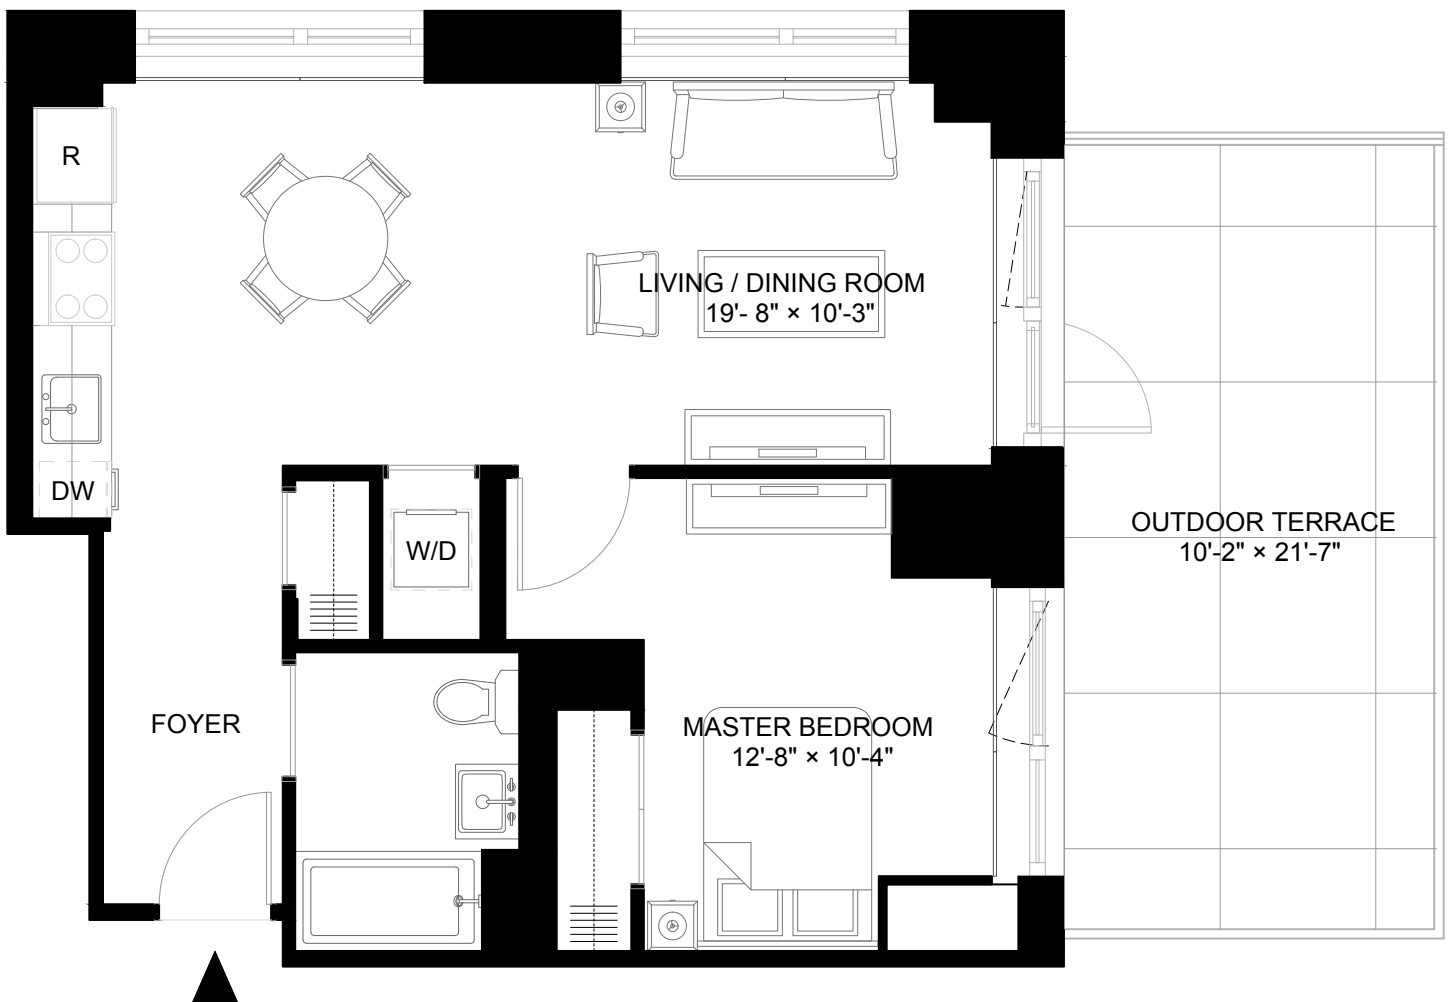 R
LIVING / DINING ROOM
19'- 8" × 10'-3"
DW
W/D
OUTDOOR TERRACE
10'-2" × 21'-7"
FOYER
MASTER BEDROOM
12'-8" × 10'-4"